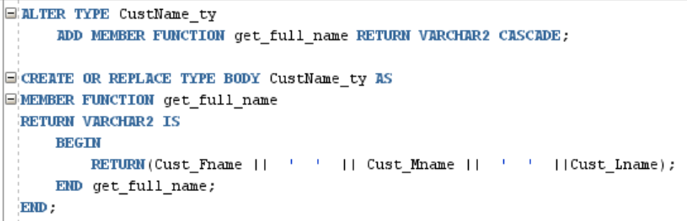 ALTER TYPE CustName_ty
ADD MEMBER FUNCTION get_full_name RETURN VARCHAR2 CASCADE;
CREATE OR REPLACE TYPE BODY CustName_ty AS
MEMBER FUNCTION get_full_name
RETURN VARCHAR2 IS
BEGIN
RETURN(Cust_Fname || ' ' || Cust_Mname || ' ' ||Cust_Lname);
END get_full_name;
END;